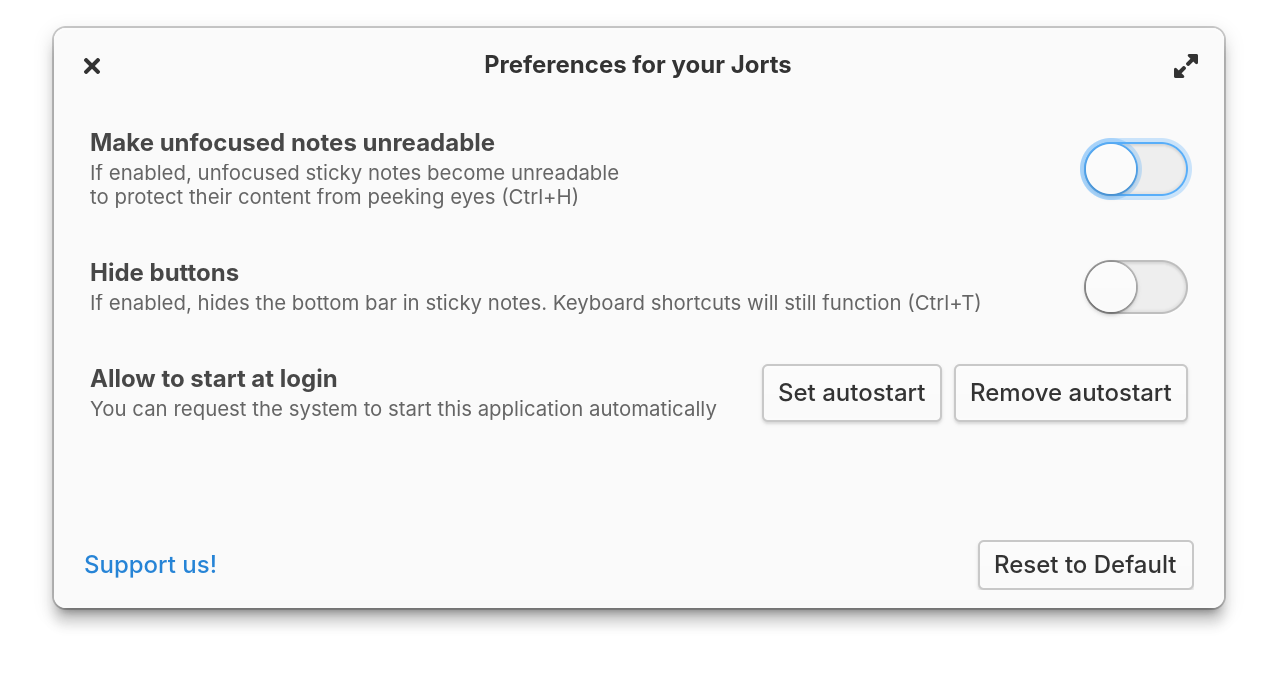 Preferences for your Jorts
Make unfocused notes unreadable
If enabled, unfocused sticky notes become unreadable
to protect their content from peeking eyes (Ctrl+H)
Hide buttons
If enabled, hides the bottom bar in sticky notes. Keyboard shortcuts will still function (Ctrl+T)
Allow to start at login
You can request the system to start this application automatically
Set autostart
Remove autostart
Support us!
Reset to Default